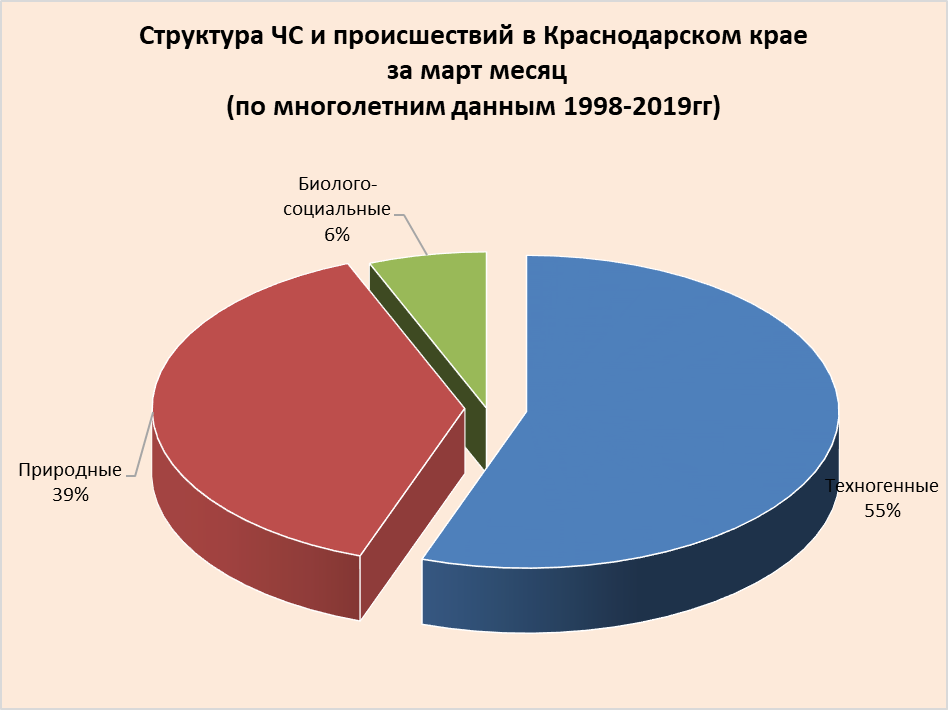 Структура ЧС и происшествий в Краснодарском крае
за март месяц
(по многолетним данным 1998-2019гг)
Биолого-
социальные
6%
Природные
39%
Техногенные
55%